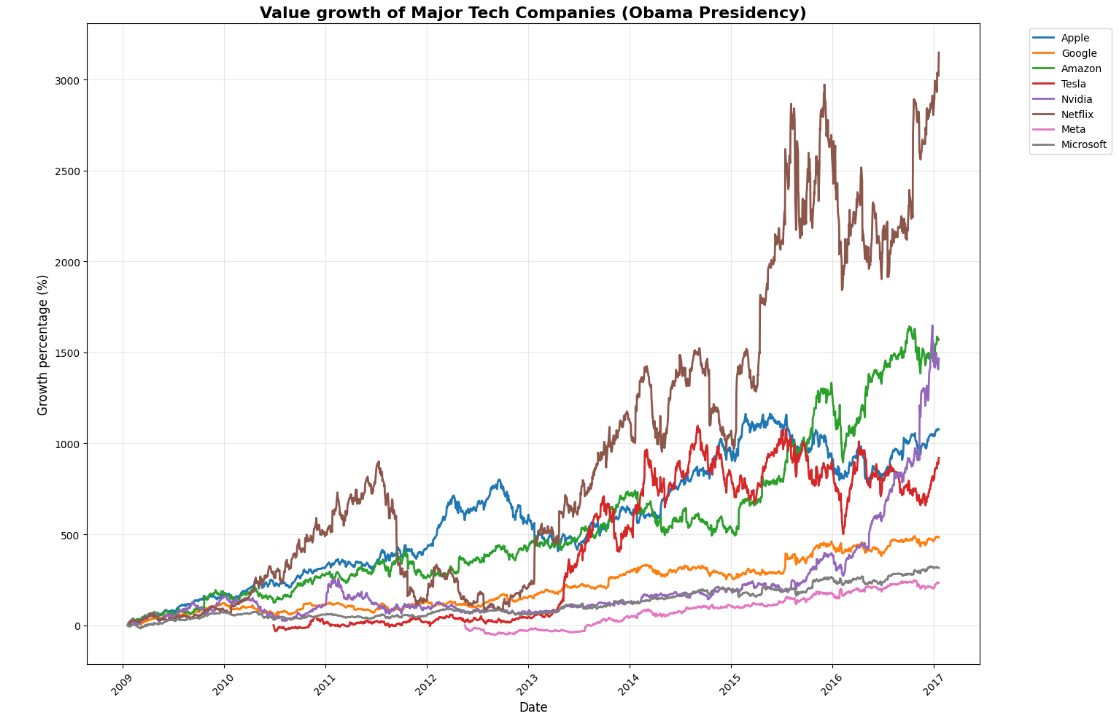 Value growth of Major Tech Companies (Obama Presidency)
Growth percentage (%)
3000
2500
2000
1500
1000
500
0
2009
2010
2011
2012
2013
2014
2015
2016
2017
Date
Apple
Google
Amazon
Tesla
Nvidia
Netflix
Meta
Microsoft